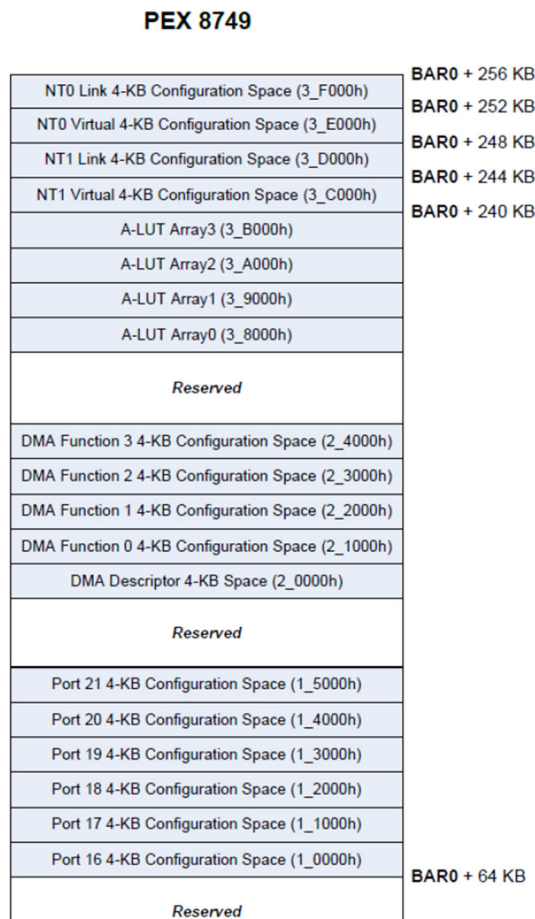 PEX 8749
BAR0 + 256 KB
NT0 Link 4-KB Configuration Space (3_F000h)
BAR0 + 252 KB
NT0 Virtual 4-KB Configuration Space (3_E000h)
BAR0 + 248 KB
NT1 Link 4-KB Configuration Space (3_D000h)
BAR0 + 244 KB
NT1 Virtual 4-KB Configuration Space (3_C000h)
BAR0 + 240 KB
A-LUT Array3 (3_B000h)
A-LUT Array2 (3_A000h)
A-LUT Array1 (3_9000h)
A-LUT Array0 (3_8000h)
Reserved
DMA Function 3 4-KB Configuration Space (2_4000h)
DMA Function 2 4-KB Configuration Space (2_3000h)
DMA Function 1 4-KB Configuration Space (2_2000h)
DMA Function 0 4-KB Configuration Space (2_1000h)
DMA Descriptor 4-KB Space (2_0000h)
Reserved
Port 21 4-KB Configuration Space (1_5000h)
Port 20 4-KB Configuration Space (1_4000h)
Port 19 4-KB Configuration Space (1_3000h)
Port 18 4-KB Configuration Space (1_2000h)
Port 17 4-KB Configuration Space (1_1000h)
Port 16 4-KB Configuration Space (1_0000h)
BAR0 + 64 KB
Reserved